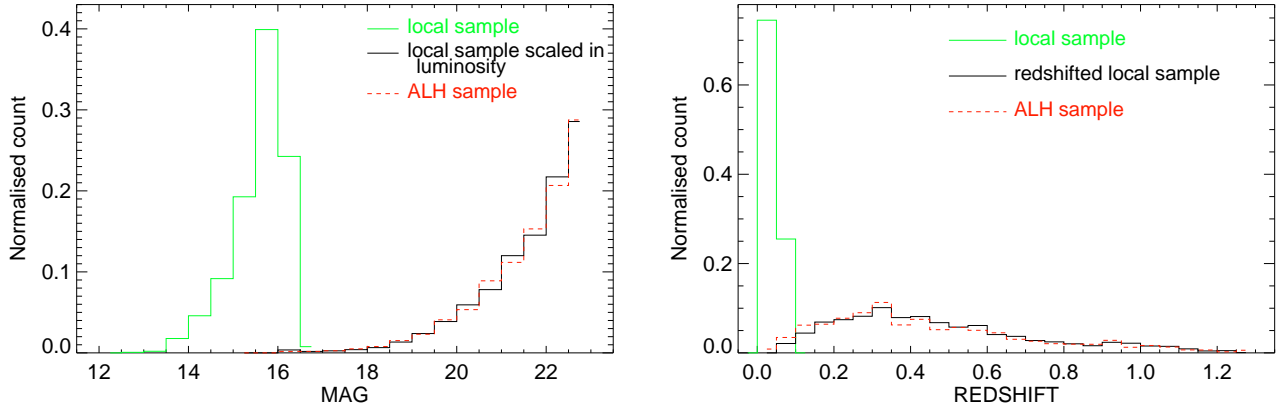 0.4
0.3
0.2
0.1
0.0
Normalised count
local sample
local sample scaled in
luminosity
ALH sample
12
14
16
18
20
22
MAG
0.6
0.4
0.2
0.0
Normalised count
local sample
redshifted local sample
ALH sample
0.0
0.2
0.4
0.6
0.8
1.0
1.2
REDSHIFT